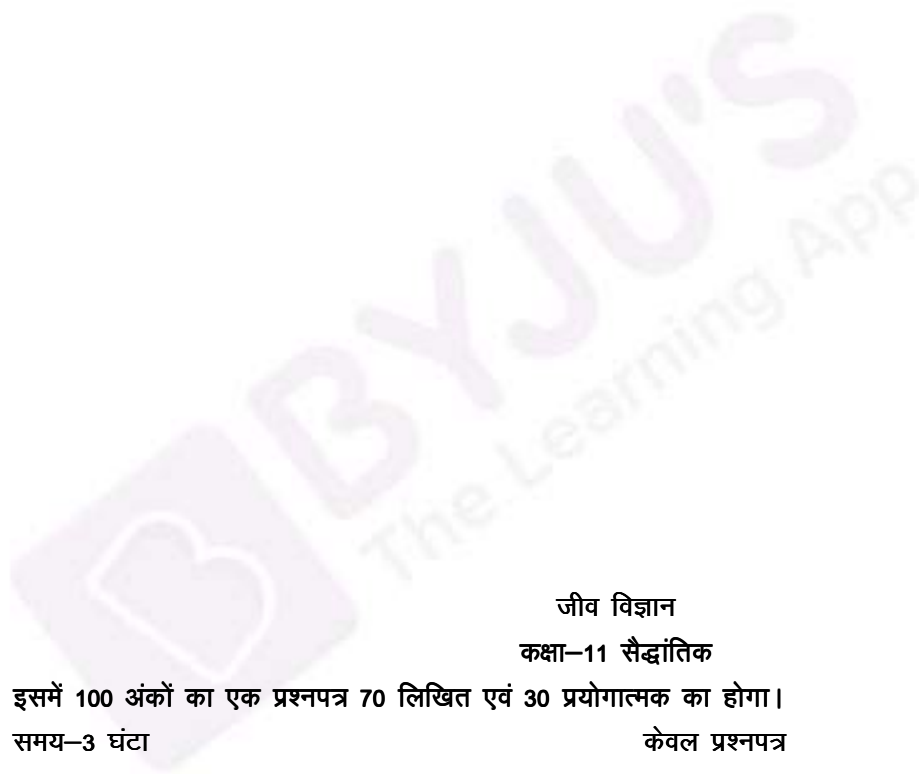 BYJU'S
The Learning App
जीव विज्ञान
कक्षा–11 सैद्धांतिक
इसमें 100 अंकों का एक प्रश्नपत्र 70 लिखित एवं 30 प्रयोगात्मक का होगा।
समय–3 घंटा केवल प्रश्नपत्र